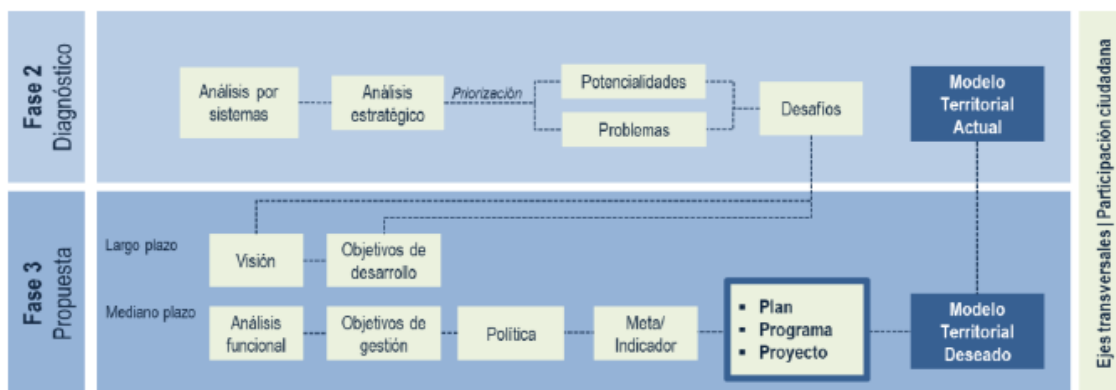 Fase 2
Diagnóstico
Análisis por
sistemas
Análisis
estratégico
Priorización
Potencialidades
Problemas
Desafíos
Modelo
Territorial
Actual
Fase 3
Propuesta
Largo plazo
Visión
Objetivos de
desarrollo
Mediano plazo
Análisis
funcional
Objetivos de
gestión
Política
Meta/
Indicador
▪ Plan
▪ Programa
▪ Proyecto
Modelo
Territorial
Deseado
Ejes transversales | Participación ciudadana